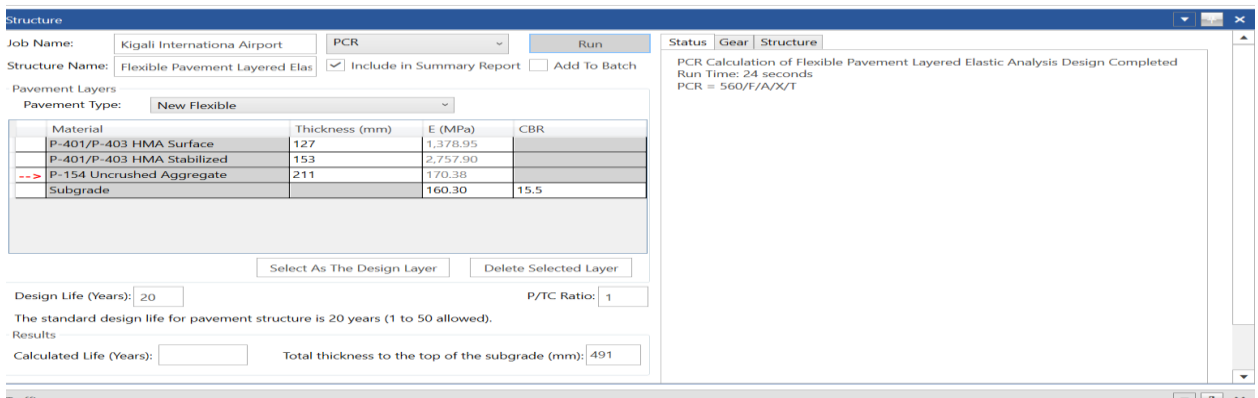 Structure
Job Name: Kigali Internationa Airport PCR Run
Structure Name: Flexible Pavement Layered Elas Include in Summary Report Add To Batch
Pavement Layers
Pavement Type: New Flexible
Material Thickness (mm) E (MPa) CBR
P-401/P-403 HMA Surface 127 1,378.95
P-401/P-403 HMA Stabilized 153 2,757.90
--> P-154 Uncrushed Aggregate 211 170.38
Subgrade 160.30 15.5
Select As The Design Layer Delete Selected Layer
Design Life (Years): 20 P/TC Ratio: 1
The standard design life for pavement structure is 20 years (1 to 50 allowed).
Results
Calculated Life (Years): Total thickness to the top of the subgrade (mm): 491
Status Gear Structure
PCR Calculation of Flexible Pavement Layered Elastic Analysis Design Completed
Run Time: 24 seconds
PCR = 560/F/A/X/T